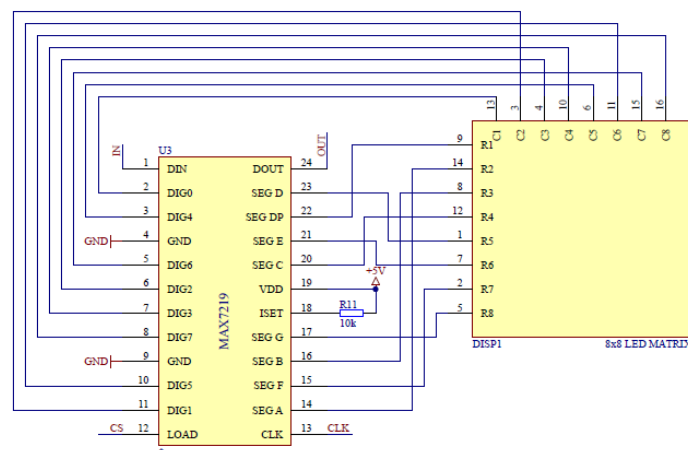 13 3 4 10 6 11 15 16
C1 C2 C3 C4 C5 C6 C7 C8
U3
IN 1 DIN DOUT 24 OUT
2 DIG0 SEG D 23
3 DIG4 SEG DP 22
GND 4 GND SEG E 21
5 DIG6 SEG C 20
6 DIG2 VDD 19
7 DIG3 ISET 18
8 DIG7 SEG G 17
GND 9 GND SEG B 16
10 DIG5 SEG F 15
11 DIG1 SEG A 14
CS 12 LOAD CLK 13 CLK
MAX7219
+5V
R11
10k
9 R1
14 R2
8 R3
12 R4
1 R5
7 R6
2 R7
5 R8
DISP1 8x8 LED MATRIX